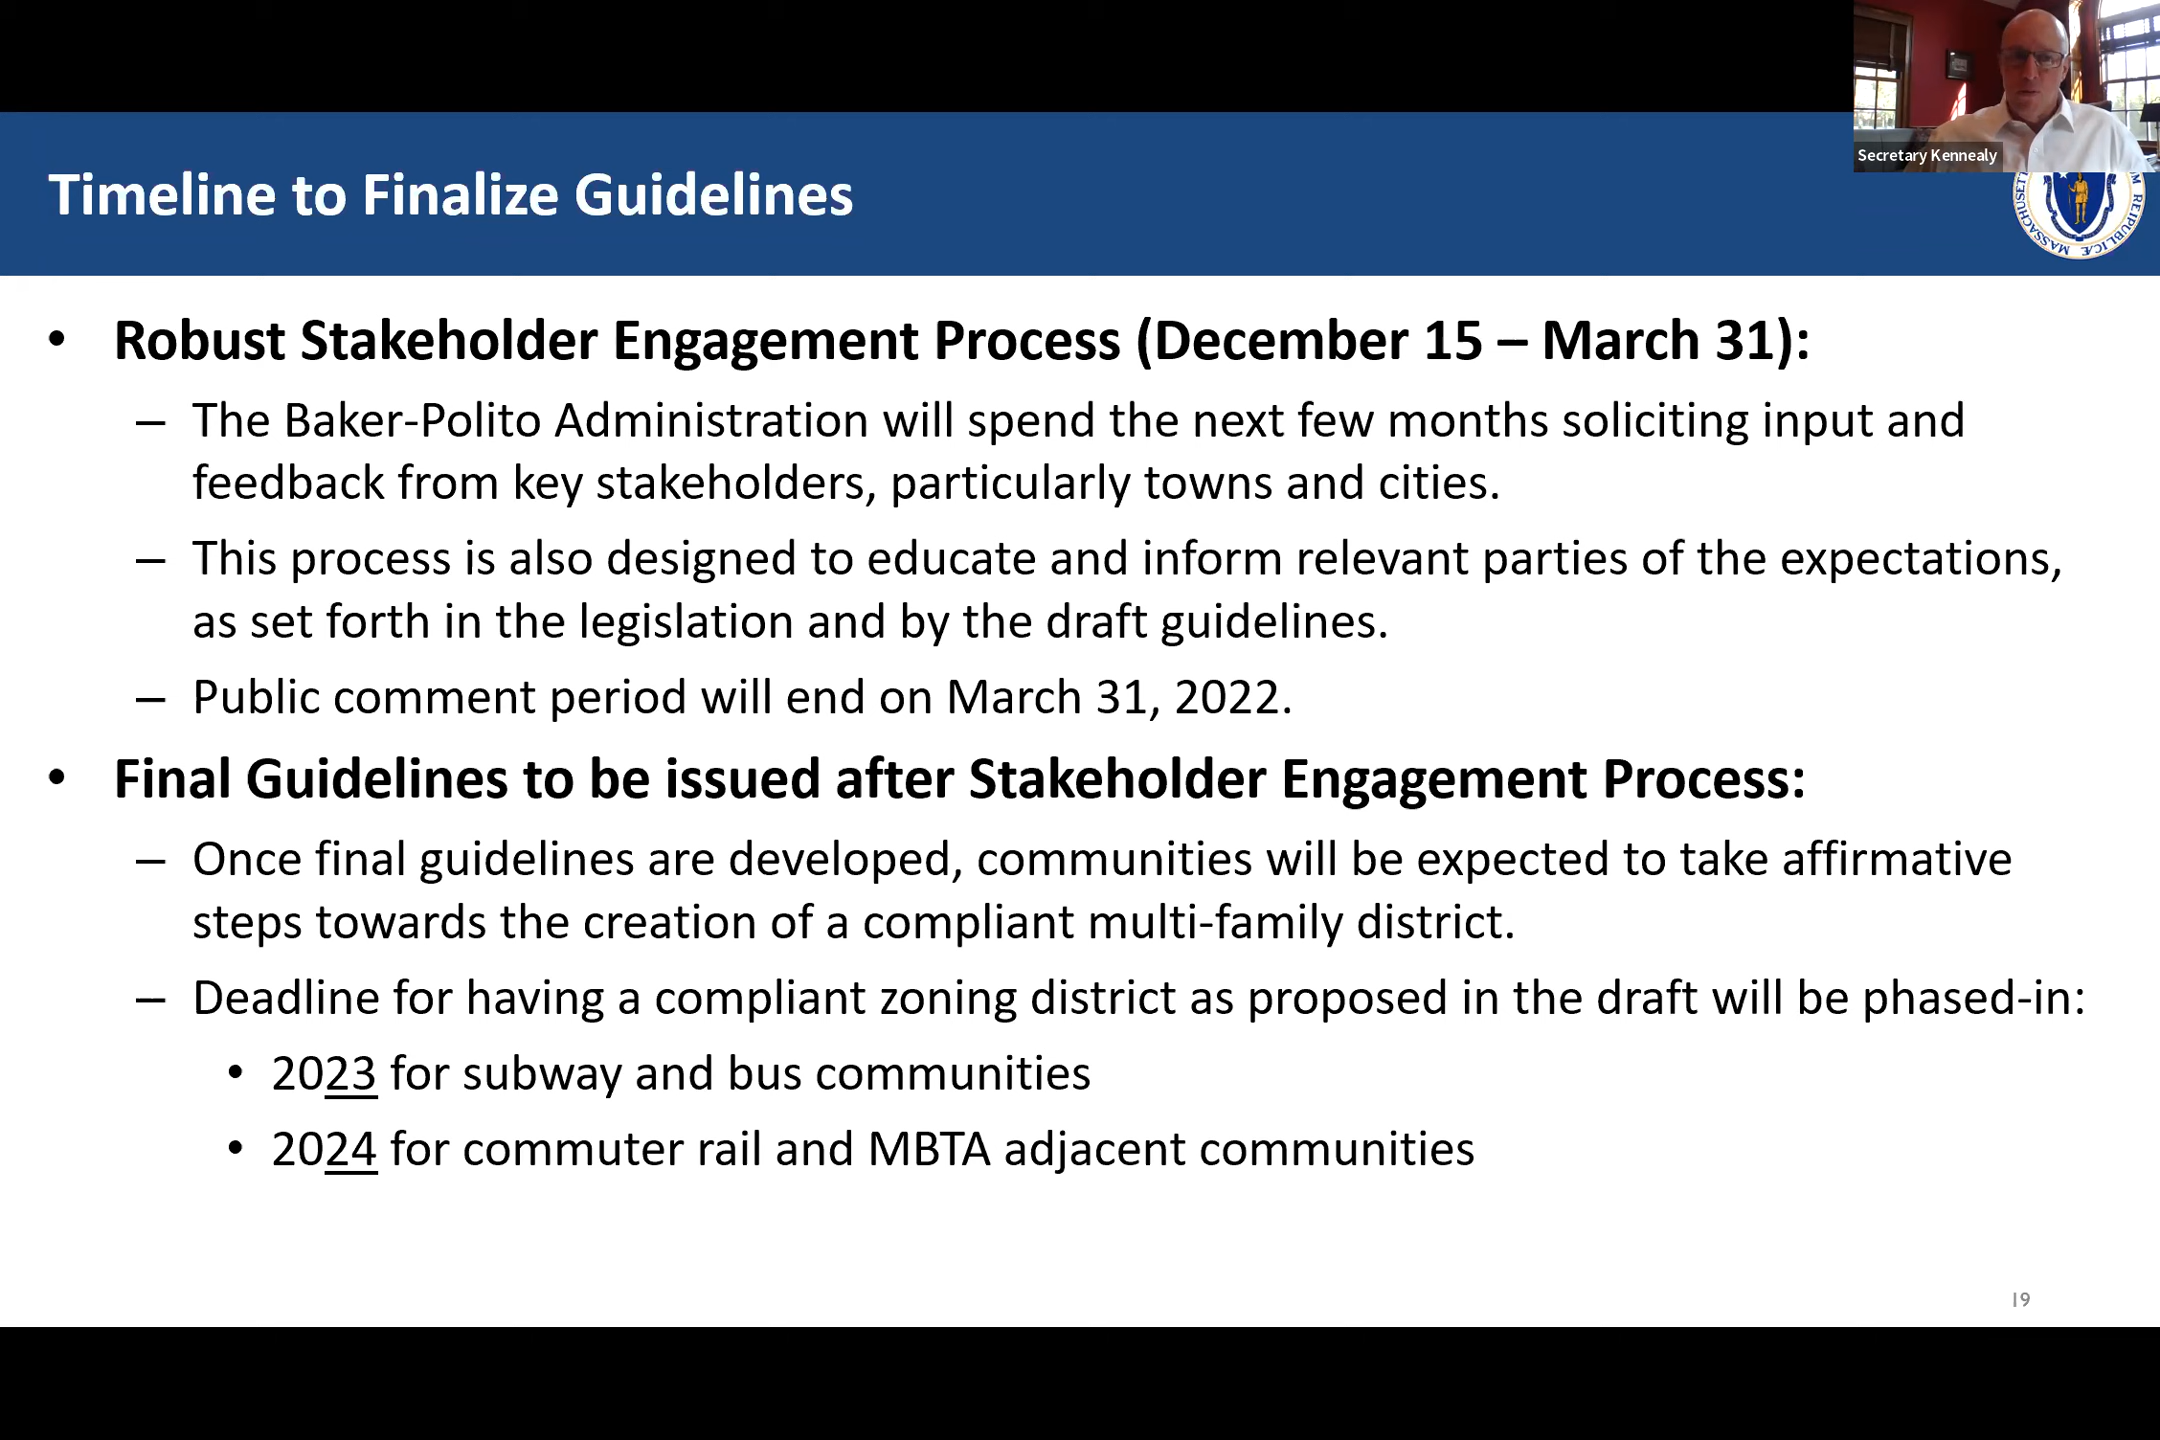 Secretary Kennealy
Timeline to Finalize Guidelines
MASSACHUSETT
M REIPUBLICÆ
• Robust Stakeholder Engagement Process (December 15 – March 31):
– The Baker-Polito Administration will spend the next few months soliciting input and
feedback from key stakeholders, particularly towns and cities.
– This process is also designed to educate and inform relevant parties of the expectations,
as set forth in the legislation and by the draft guidelines.
– Public comment period will end on March 31, 2022.
• Final Guidelines to be issued after Stakeholder Engagement Process:
– Once final guidelines are developed, communities will be expected to take affirmative
steps towards the creation of a compliant multi-family district.
– Deadline for having a compliant zoning district as proposed in the draft will be phased-in:
• 2023 for subway and bus communities
• 2024 for commuter rail and MBTA adjacent communities
19